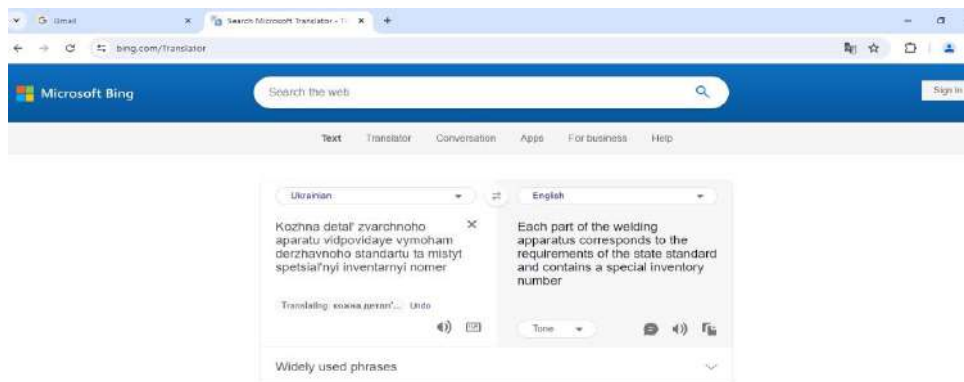 Gmail
Search Microsoft Translator - T
bing.com/Translator
Microsoft Bing
Search the web
Sign in
Text Translator Conversation Apps For business Help
Ukrainian
English
Kozhna detal' zvarchnoho
aparatu vidpovidaye vymoham
derzhavnoho standartu ta mistyt
spetsial'nyi inventarnyi nomer
Each part of the welding
apparatus corresponds to the
requirements of the state standard
and contains a special inventory
number
Translating: кожна детал'... Undo
Tone
Widely used phrases